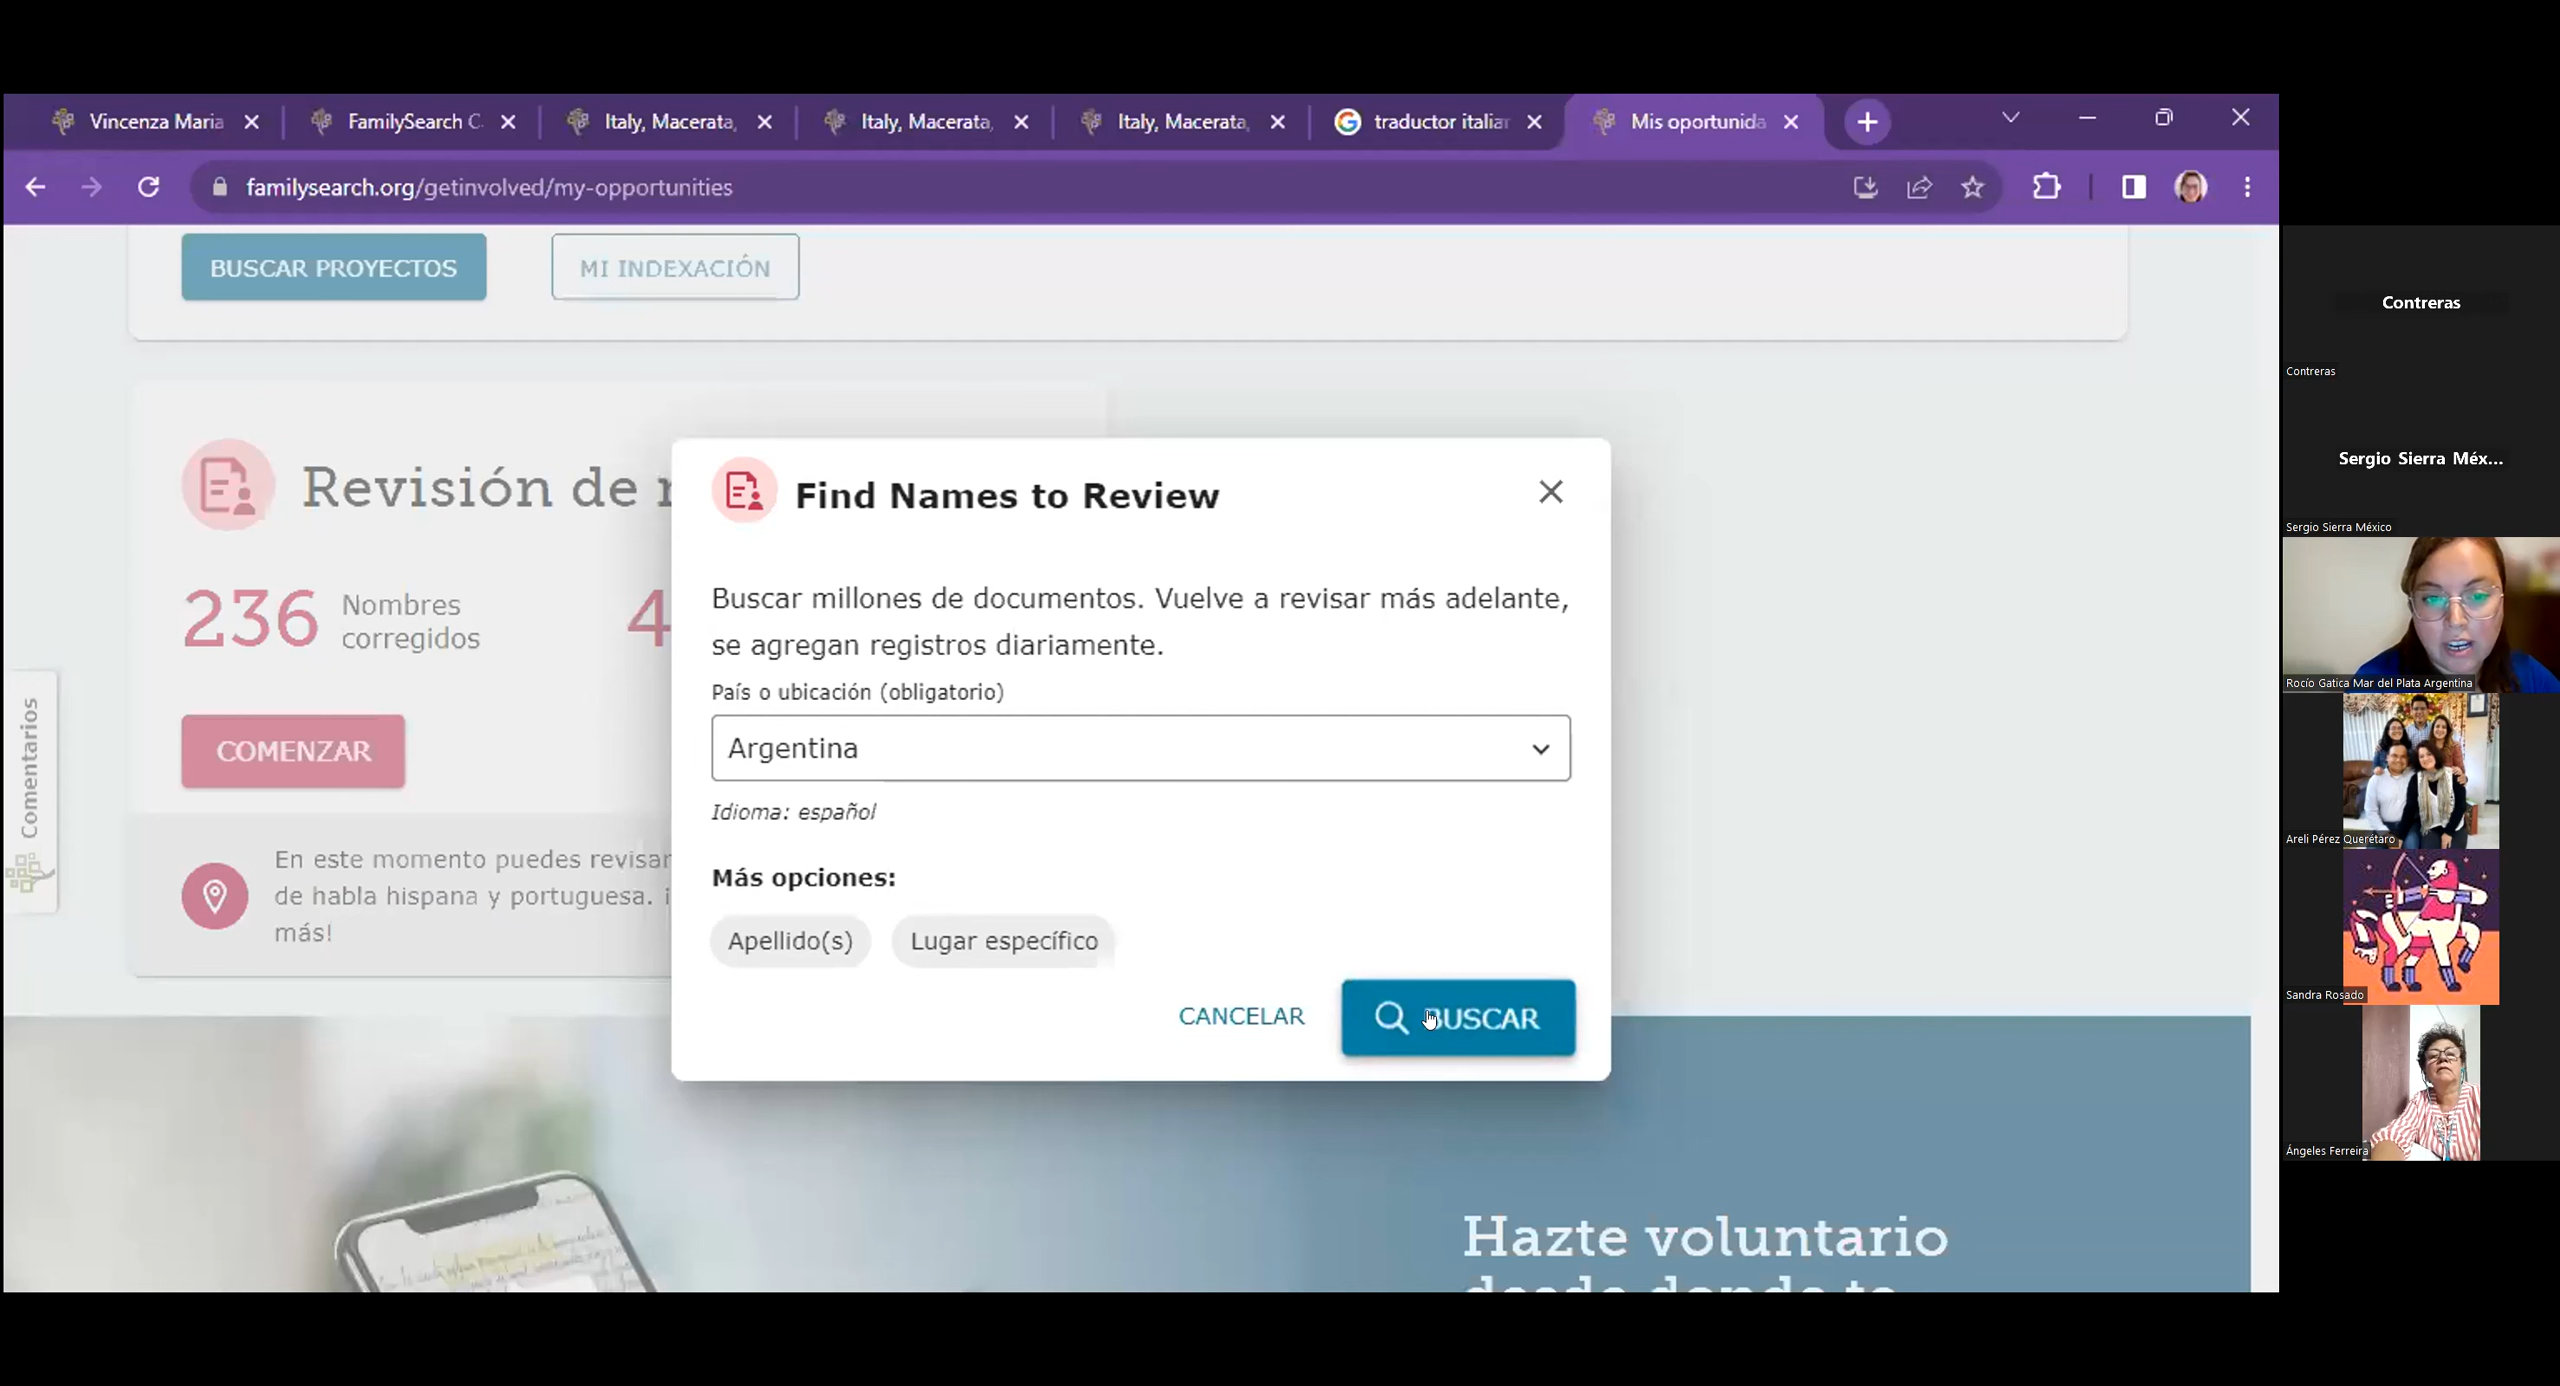 Vincenza Maria
FamilySearch C
Italy, Macerata,
Italy, Macerata,
Italy, Macerata,
traductor italiar
Mis oportunida
familysearch.org/getinvolved/my-opportunities
BUSCAR PROYECTOS
MI INDEXACIÓN
Revisión de
236
Nombres
corregidos
4
COMENZAR
En este momento puedes revisar
de habla hispana y portuguesa. ¡
más!
Comentarios
Find Names to Review
Buscar millones de documentos. Vuelve a revisar más adelante,
se agregan registros diariamente.
País o ubicación (obligatorio)
Argentina
Idioma: español
Más opciones:
Apellido(s)
Lugar específico
CANCELAR
BUSCAR
Hazte voluntario
desde donde te
Contreras
Contreras
Sergio Sierra Méx...
Sergio Sierra México
Rocío Gatica Mar del Plata Argentina
Areli Pérez Querétaro
Sandra Rosado
Ángeles Ferreira